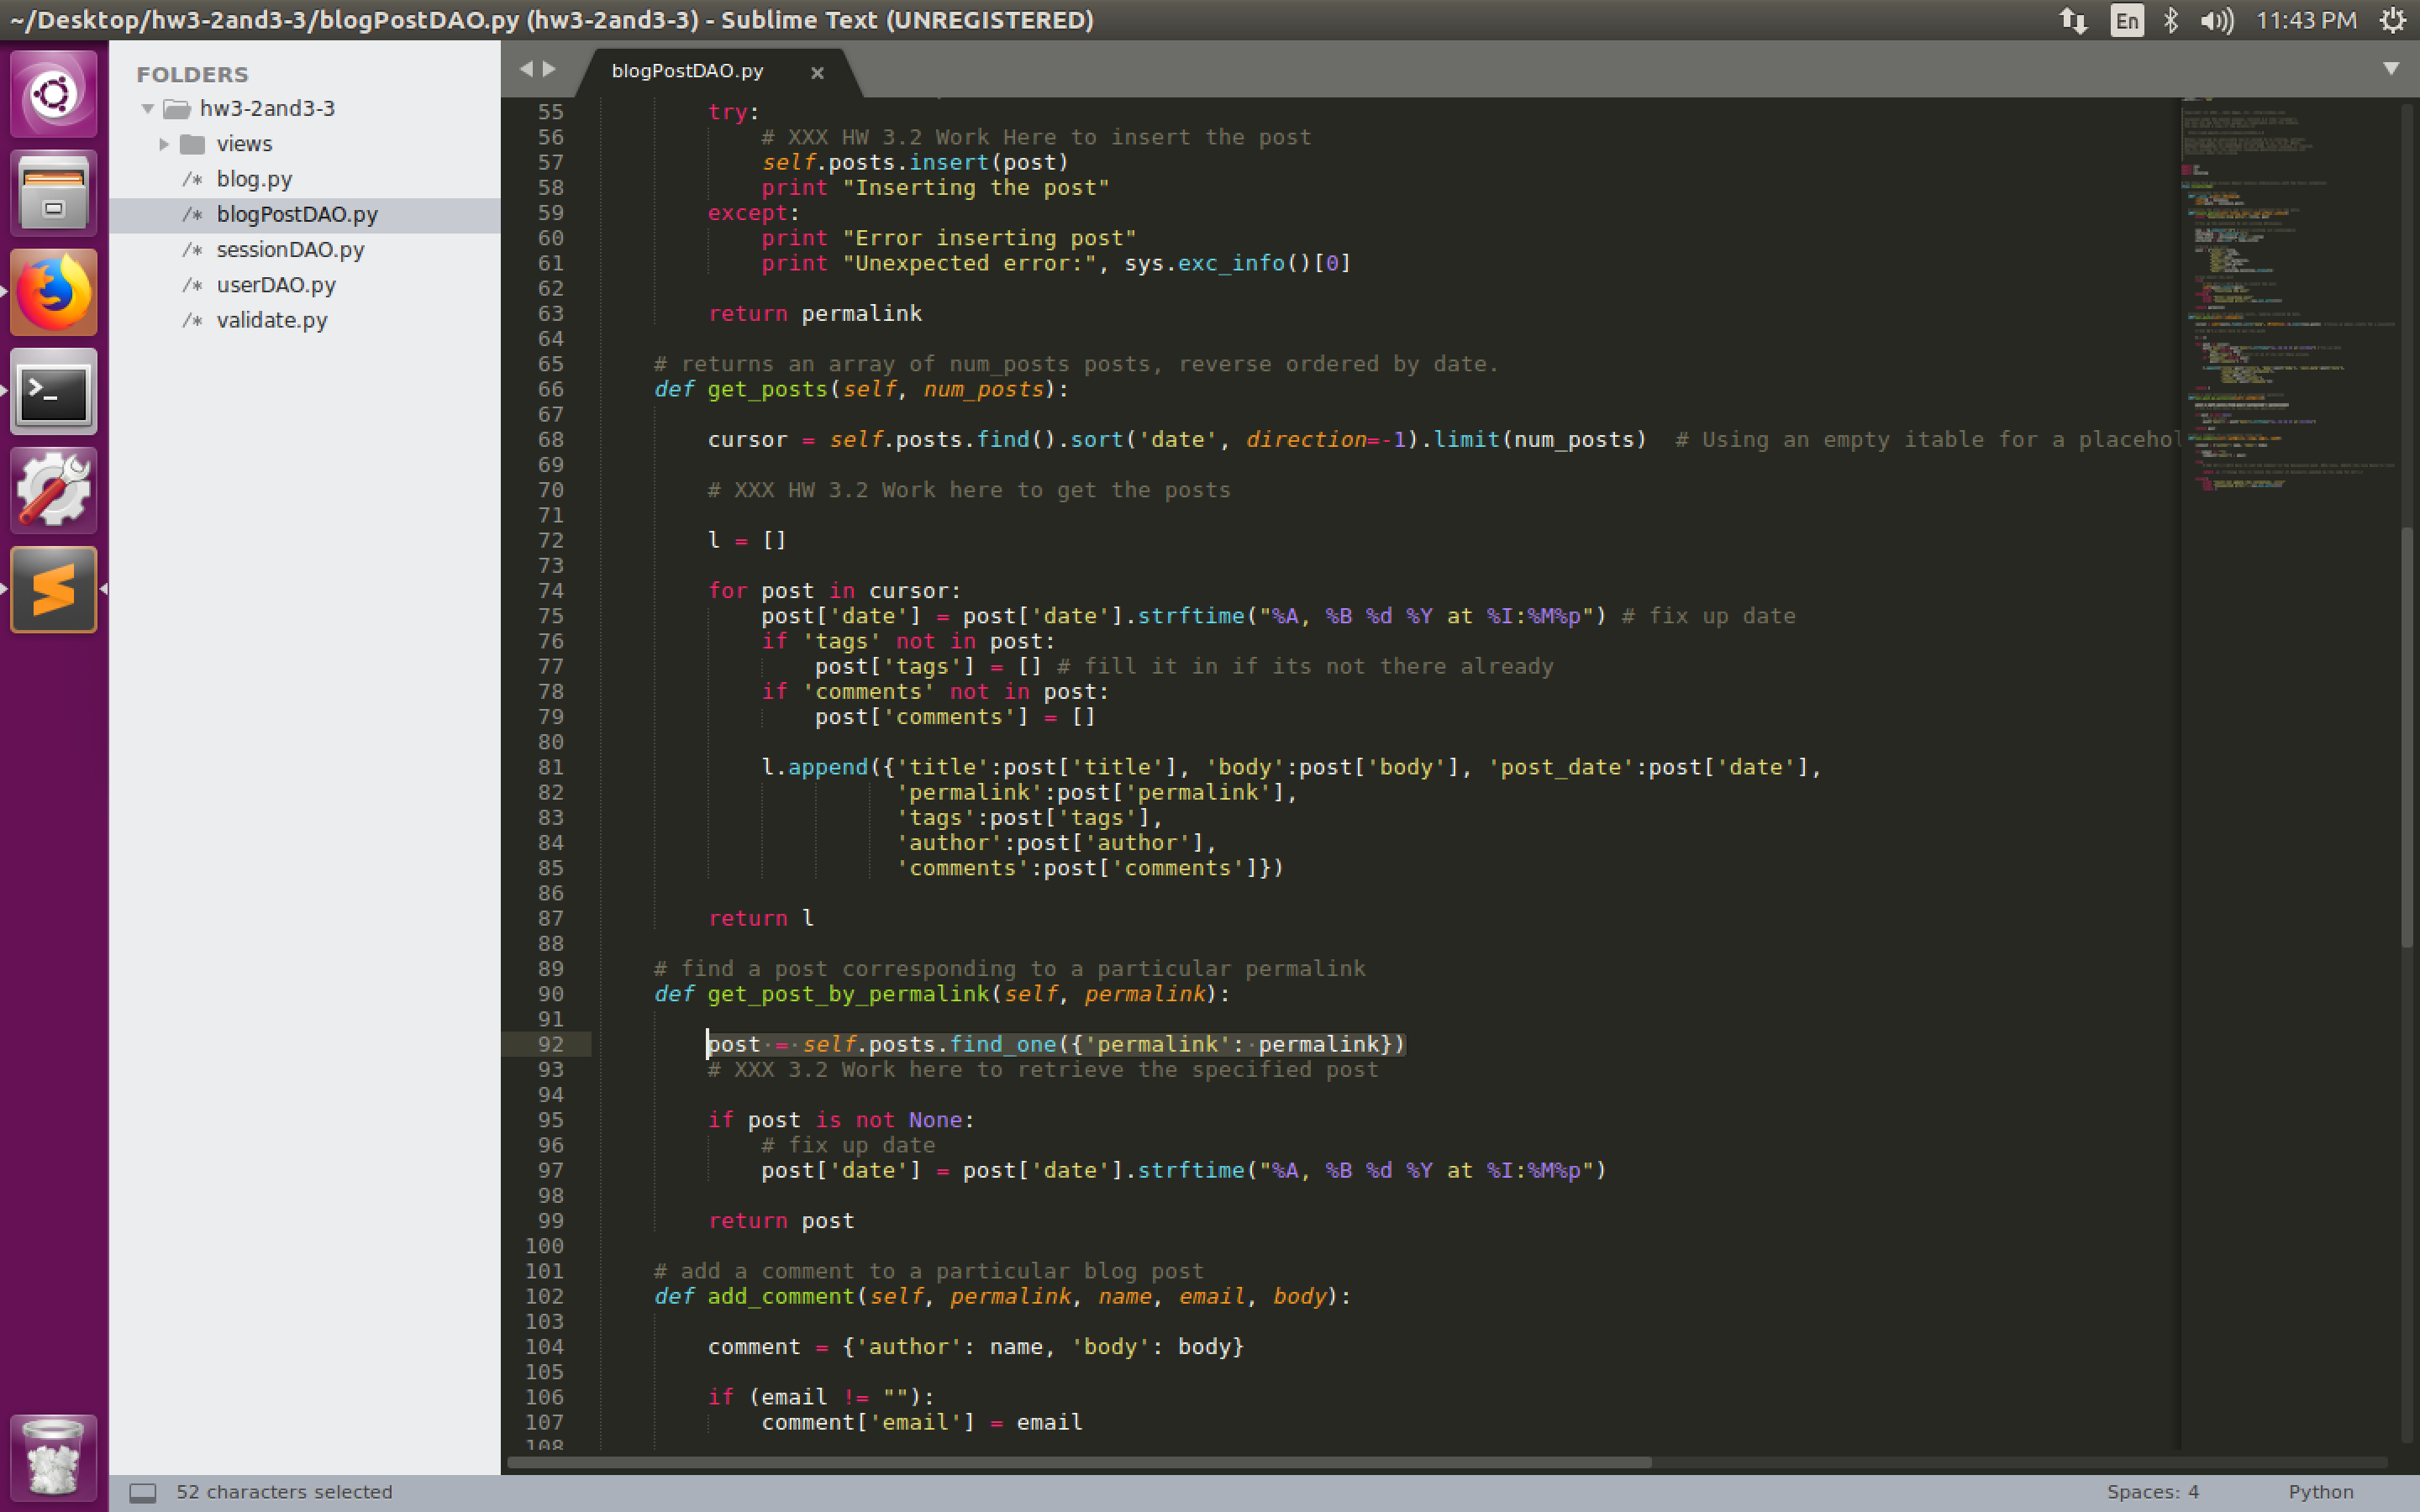 ~/Desktop/hw3-2and3-3/blogPostDAO.py (hw3-2and3-3) - Sublime Text (UNREGISTERED)
En
11:43 PM
FOLDERS
hw3-2and3-3
views
/* blog.py
/* blogPostDAO.py
/* sessionDAO.py
/* userDAO.py
/* validate.py
blogPostDAO.py ×
55 try:
56 # XXX HW 3.2 Work Here to insert the post
57 self.posts.insert(post)
58 print "Inserting the post"
59 except:
60 print "Error inserting post"
61 print "Unexpected error:", sys.exc_info()[0]
62
63 return permalink
64
65 # returns an array of num_posts posts, reverse ordered by date.
66 def get_posts(self, num_posts):
67
68 cursor = self.posts.find().sort('date', direction=-1).limit(num_posts) # Using an empty itable for a placehol
69
70 # XXX HW 3.2 Work here to get the posts
71
72 l = []
73
74 for post in cursor:
75 post['date'] = post['date'].strftime("%A, %B %d %Y at %I:%M%p") # fix up date
76 if 'tags' not in post:
77 post['tags'] = [] # fill it in if its not there already
78 if 'comments' not in post:
79 post['comments'] = []
80
81 l.append({'title':post['title'], 'body':post['body'], 'post_date':post['date'],
82 'permalink':post['permalink'],
83 'tags':post['tags'],
84 'author':post['author'],
85 'comments':post['comments']})
86
87 return l
88
89 # find a post corresponding to a particular permalink
90 def get_post_by_permalink(self, permalink):
91
92 post = self.posts.find_one({'permalink': permalink})
93 # XXX 3.2 Work here to retrieve the specified post
94
95 if post is not None:
96 # fix up date
97 post['date'] = post['date'].strftime("%A, %B %d %Y at %I:%M%p")
98
99 return post
100
101 # add a comment to a particular blog post
102 def add_comment(self, permalink, name, email, body):
103
104 comment = {'author': name, 'body': body}
105
106 if (email != ""):
107 comment['email'] = email
108
52 characters selected
Spaces: 4
Python